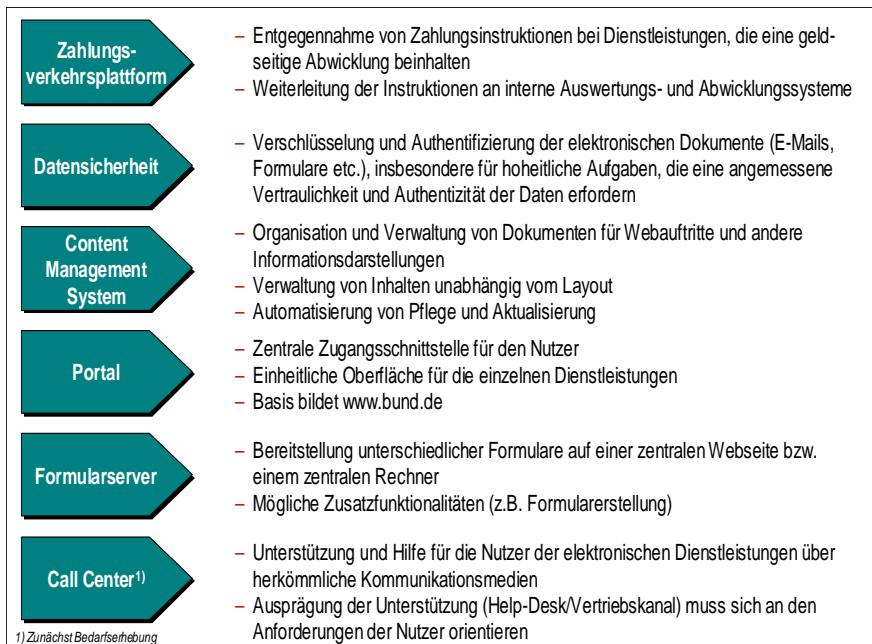 Zahlungs-
verkehrsplattform
– Entgegennahme von Zahlungsinstruktionen bei Dienstleistungen, die eine geld-
seitige Abwicklung beinhalten
– Weiterleitung der Instruktionen an interne Auswertungs- und Abwicklungssysteme
Datensicherheit
– Verschlüsselung und Authentifizierung der elektronischen Dokumente (E-Mails,
Formulare etc.), insbesondere für hoheitliche Aufgaben, die eine angemessene
Vertraulichkeit und Authentizität der Daten erfordern
Content
Management
System
– Organisation und Verwaltung von Dokumenten für Webauftritte und andere
Informationsdarstellungen
– Verwaltung von Inhalten unabhängig vom Layout
– Automatisierung von Pflege und Aktualisierung
Portal
– Zentrale Zugangsschnittstelle für den Nutzer
– Einheitliche Oberfläche für die einzelnen Dienstleistungen
– Basis bildet www.bund.de
Formularserver
– Bereitstellung unterschiedlicher Formulare auf einer zentralen Webseite bzw.
einem zentralen Rechner
– Mögliche Zusatzfunktionalitäten (z.B. Formularerstellung)
Call Center1)
– Unterstützung und Hilfe für die Nutzer der elektronischen Dienstleistungen über
herkömmliche Kommunikationsmedien
– Ausprägung der Unterstützung (Help-Desk/Vertriebskanal) muss sich an den
Anforderungen der Nutzer orientieren
1) Zunächst Bedarfserhebung